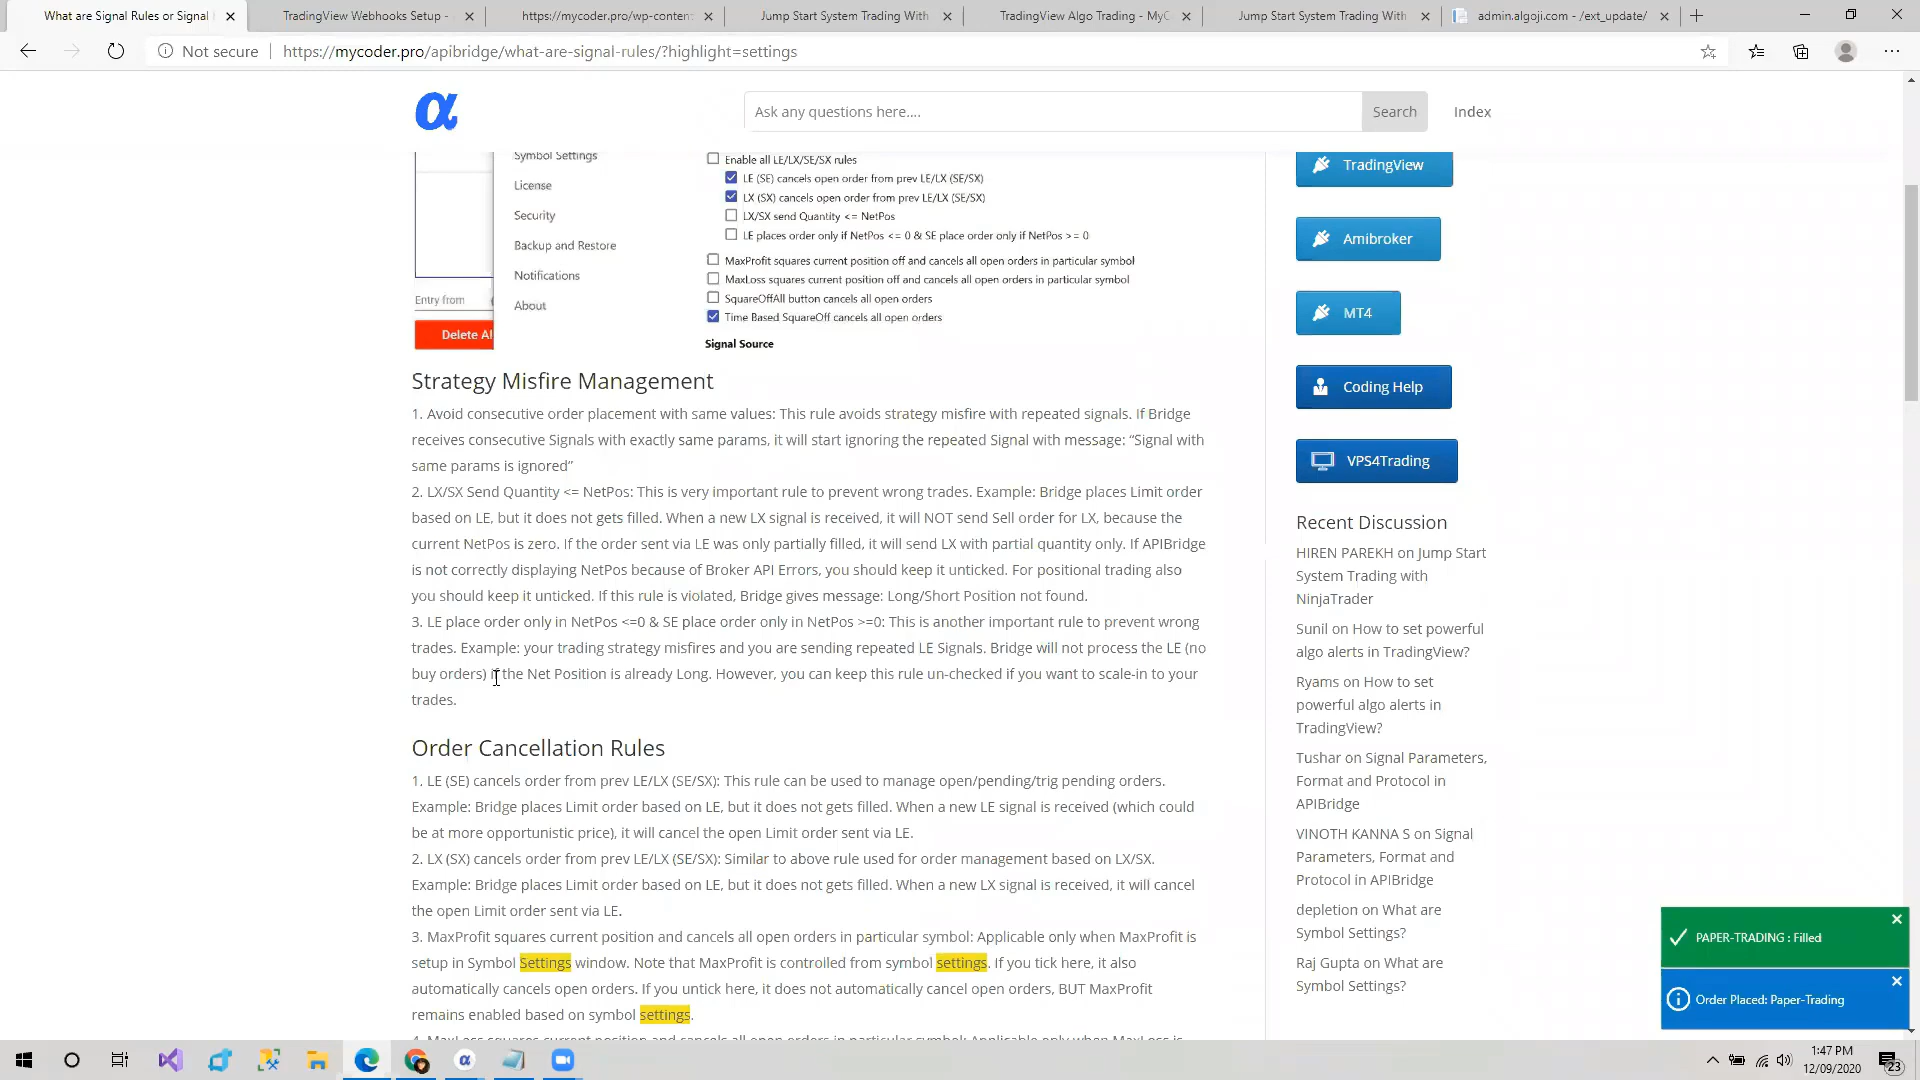 What are Signal Rules or Signal
TradingView Webhooks Setup -
https://mycoder.pro/wp-conten
Jump Start System Trading With
TradingView Algo Trading - MyC
Jump Start System Trading With
admin.algoji.com - /ext_update/
Not secure
https://mycoder.pro/apibridge/what-are-signal-rules/?highlight=settings
α
Ask any questions here....
Search
Index
Symbol Settings
License
Security
Backup and Restore
Notifications
About
Entry from
Delete Al
Enable all LE/LX/SE/SX rules
LE (SE) cancels open order from prev LE/LX (SE/SX)
LX (SX) cancels open order from prev LE/LX (SE/SX)
LX/SX send Quantity <= NetPos
LE places order only if NetPos <= 0 & SE place order only if NetPos >= 0
MaxProfit squares current position off and cancels all open orders in particular symbol
MaxLoss squares current position off and cancels all open orders in particular symbol
SquareOffAll button cancels all open orders
Time Based SquareOff cancels all open orders
Signal Source
Strategy Misfire Management
1. Avoid consecutive order placement with same values: This rule avoids strategy misfire with repeated signals. If Bridge
receives consecutive Signals with exactly same params, it will start ignoring the repeated Signal with message: “Signal with
same params is ignored”
2. LX/SX Send Quantity <= NetPos: This is very important rule to prevent wrong trades. Example: Bridge places Limit order
based on LE, but it does not gets filled. When a new LX signal is received, it will NOT send Sell order for LX, because the
current NetPos is zero. If the order sent via LE was only partially filled, it will send LX with partial quantity only. If APIBridge
is not correctly displaying NetPos because of Broker API Errors, you should keep it unticked. For positional trading also
you should keep it unticked. If this rule is violated, Bridge gives message: Long/Short Position not found.
3. LE place order only in NetPos <=0 & SE place order only in NetPos >=0: This is another important rule to prevent wrong
trades. Example: your trading strategy misfires and you are sending repeated LE Signals. Bridge will not process the LE (no
buy orders) if the Net Position is already Long. However, you can keep this rule un-checked if you want to scale-in to your
trades.
Order Cancellation Rules
1. LE (SE) cancels order from prev LE/LX (SE/SX): This rule can be used to manage open/pending/trig pending orders.
Example: Bridge places Limit order based on LE, but it does not gets filled. When a new LE signal is received (which could
be at more opportunistic price), it will cancel the open Limit order sent via LE.
2. LX (SX) cancels order from prev LE/LX (SE/SX): Similar to above rule used for order management based on LX/SX.
Example: Bridge places Limit order based on LE, but it does not gets filled. When a new LX signal is received, it will cancel
the open Limit order sent via LE.
3. MaxProfit squares current position and cancels all open orders in particular symbol: Applicable only when MaxProfit is
setup in Symbol Settings window. Note that MaxProfit is controlled from symbol settings. If you tick here, it also
automatically cancels open orders. If you untick here, it does not automatically cancel open orders, BUT MaxProfit
remains enabled based on symbol settings.
4. MaxLoss squares current position and cancels all open orders in particular symbol: Applicable only when MaxLoss is
TradingView
Amibroker
MT4
Coding Help
VPS4Trading
Recent Discussion
HIREN PAREKH on Jump Start
System Trading with
NinjaTrader
Sunil on How to set powerful
algo alerts in TradingView?
Ryams on How to set
powerful algo alerts in
TradingView?
Tushar on Signal Parameters,
Format and Protocol in
APIBridge
VINOTH KANNA S on Signal
Parameters, Format and
Protocol in APIBridge
depletion on What are
Symbol Settings?
Raj Gupta on What are
Symbol Settings?
PAPER-TRADING : Filled
Order Placed: Paper-Trading
1:47 PM
12/09/2020
23